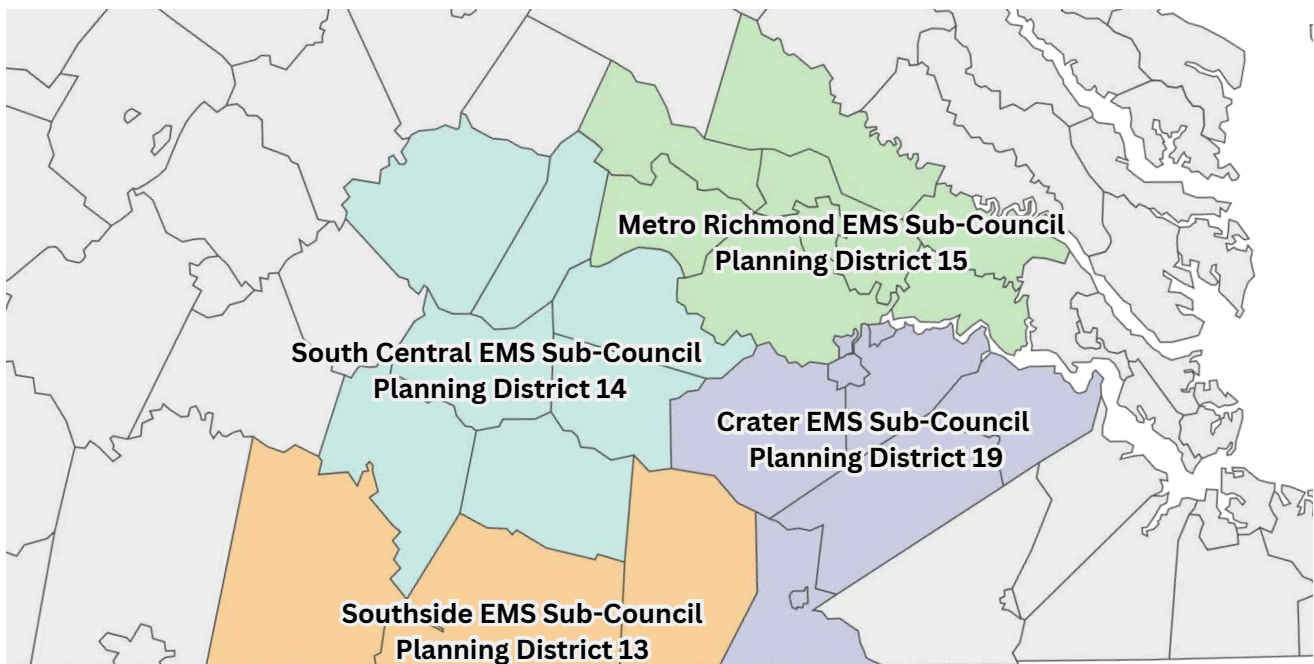 Metro Richmond EMS Sub-Council
Planning District 15
South Central EMS Sub-Council
Planning District 14
Crater EMS Sub-Council
Planning District 19
Southside EMS Sub-Council
Planning District 13